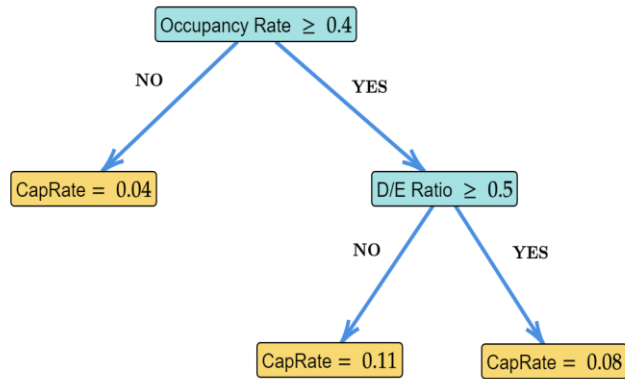 Occupancy Rate ≥ 0.4
NO
YES
CapRate = 0.04
D/E Ratio ≥ 0.5
NO
YES
CapRate = 0.11
CapRate = 0.08